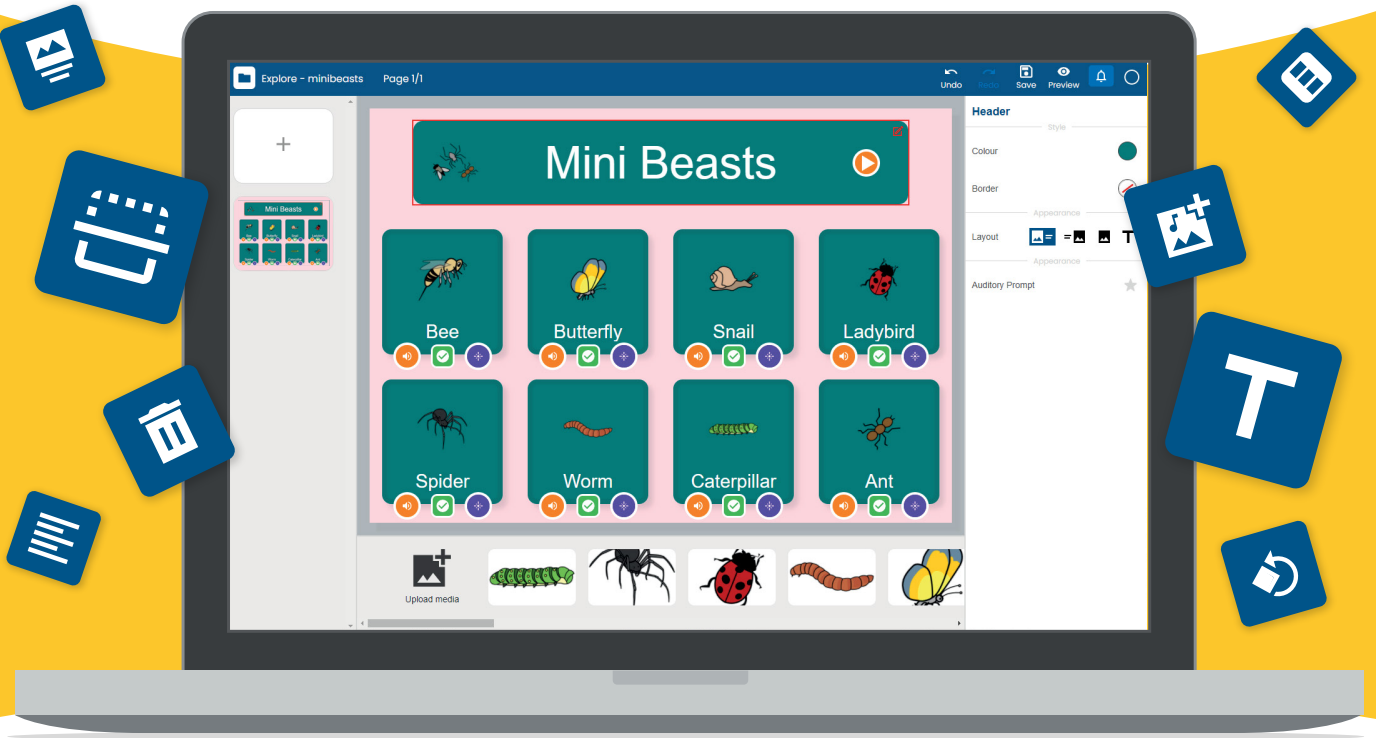 Explore - minibeasts Page 1/1
Undo Redo Save Preview
Mini Beasts
Bee Butterfly Snail Ladybird
Spider Worm Caterpillar Ant
Upload media
Header
Style
Colour
Border
Appearance
Layout T
Appearance
Auditory Prompt
Mini Beasts
T